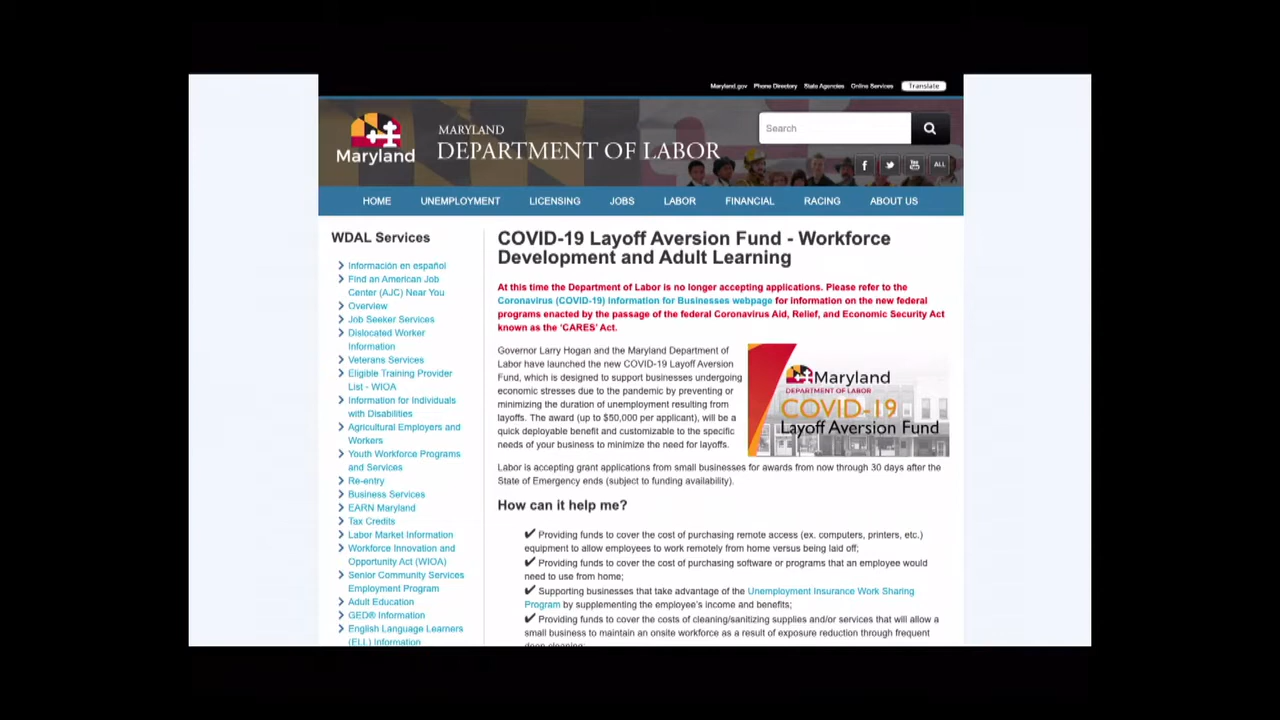 Maryland.gov Phone Directory State Agencies Online Services Translate
Maryland
MARYLAND
DEPARTMENT OF LABOR
Search
f
You
ALL
HOME UNEMPLOYMENT LICENSING JOBS LABOR FINANCIAL RACING ABOUT US
WDAL Services
Información en español
Find an American Job
Center (AJC) Near You
Overview
Job Seeker Services
Dislocated Worker
Information
Veterans Services
Eligible Training Provider
List - WIOA
Information for Individuals
with Disabilities
Agricultural Employers and
Workers
Youth Workforce Programs
and Services
Re-entry
Business Services
EARN Maryland
Tax Credits
Labor Market Information
Workforce Innovation and
Opportunity Act (WIOA)
Senior Community Services
Employment Program
Adult Education
GED® Information
English Language Learners
(ELL) Information
COVID-19 Layoff Aversion Fund - Workforce
Development and Adult Learning
At this time the Department of Labor is no longer accepting applications. Please refer to the
Coronavirus (COVID-19) Information for Businesses webpage for information on the new federal
programs enacted by the passage of the federal Coronavirus Aid, Relief, and Economic Security Act
known as the ‘CARES’ Act.
Governor Larry Hogan and the Maryland Department of
Labor have launched the new COVID-19 Layoff Aversion
Fund, which is designed to support businesses undergoing
economic stresses due to the pandemic by preventing or
minimizing the duration of unemployment resulting from
layoffs. The award (up to $50,000 per applicant), will be a
quick deployable benefit and customizable to the specific
needs of your business to minimize the need for layoffs.
Maryland
DEPARTMENT OF LABOR
COVID-19
Layoff Aversion Fund
Labor is accepting grant applications from small businesses for awards from now through 30 days after the
State of Emergency ends (subject to funding availability).
How can it help me?
✔ Providing funds to cover the cost of purchasing remote access (ex. computers, printers, etc.)
equipment to allow employees to work remotely from home versus being laid off;
✔ Providing funds to cover the cost of purchasing software or programs that an employee would
need to use from home;
✔ Supporting businesses that take advantage of the Unemployment Insurance Work Sharing
Program by supplementing the employee's income and benefits;
✔ Providing funds to cover the costs of cleaning/sanitizing supplies and/or services that will allow a
small business to maintain an onsite workforce as a result of exposure reduction through frequent
deep cleaning;